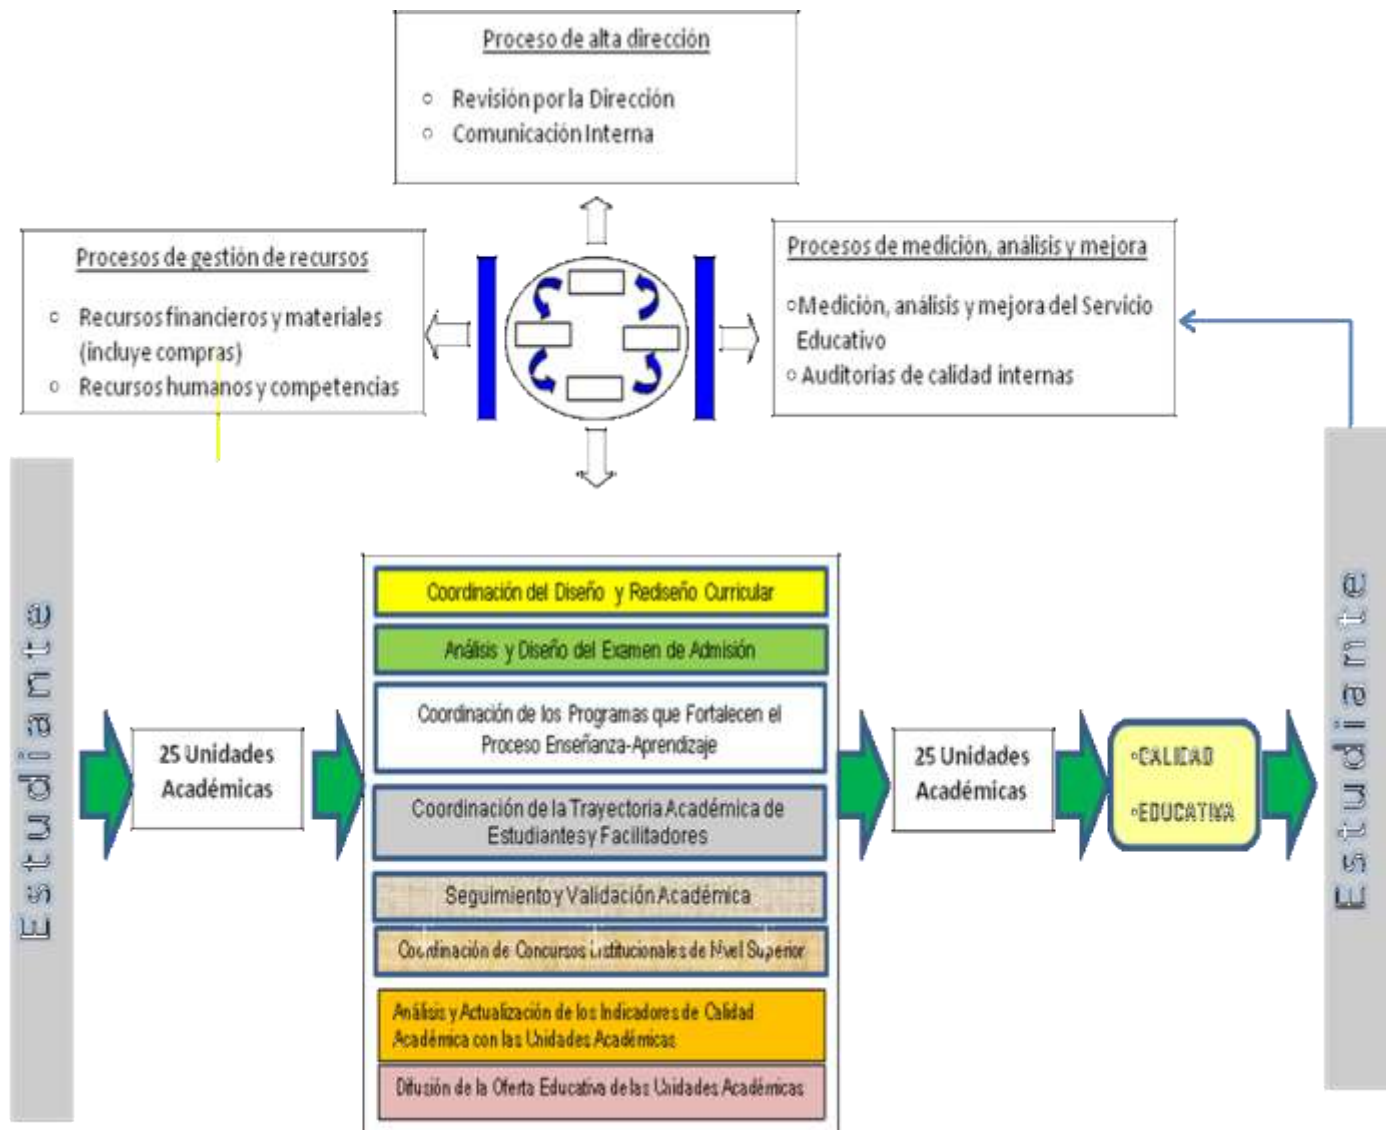 Proceso de alta dirección
○ Revisión por la Dirección
○ Comunicación Interna
Procesos de gestión de recursos
○ Recursos financieros y materiales
(incluye compras)
○ Recursos humanos y competencias
Procesos de medición, análisis y mejora
○Medición, análisis y mejora del Servicio
Educativo
○ Auditorias de calidad internas
Estudiante
25 Unidades
Académicas
Coordinación del Diseño y Rediseño Curricular
Análisis y Diseño del Examen de Admisión
Coordinación de los Programas que Fortalecen el
Proceso Enseñanza-Aprendizaje
Coordinación de la Trayectoria Académica de
Estudiantes y Facilitadores
Seguimiento y Validación Académica
Coordinación de Concursos Institucionales de Nivel Superior
Análisis y Actualización de los Indicadores de Calidad
Académica con las Unidades Académicas
Difusión de la Oferta Educativa de las Unidades Académicas
25 Unidades
Académicas
•CALIDAD
•EDUCATIVA
Estudiante